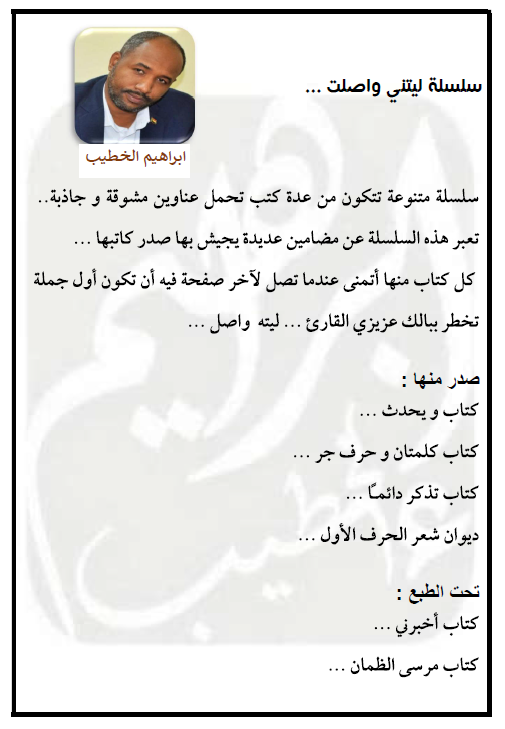 سلسلة ليتني واصلت ...
ابراهيم الخطيب
سلسلة متنوعة تتكون من عدة كتب تحمل عناوين مشوقة و جاذبة..
تعبر هذه السلسلة عن مضامين عديدة يجيش بها صدر كاتبها ...
كل كتاب منها أتمنى عندما تصل لآخر صفحة فيه أن تكون أول جملة
تخطر ببالك عزيزي القارئ ... ليته واصل ...
صدر منها :
كتاب و يحدث ...
كتاب كلمتان و حرف جر ...
كتاب تذكر دائمـًا ...
ديوان شعر الحرف الأول ...
تحت الطبع :
كتاب أخبرني ...
كتاب مرسى الظمان ...
ابراهيم
الخطيب